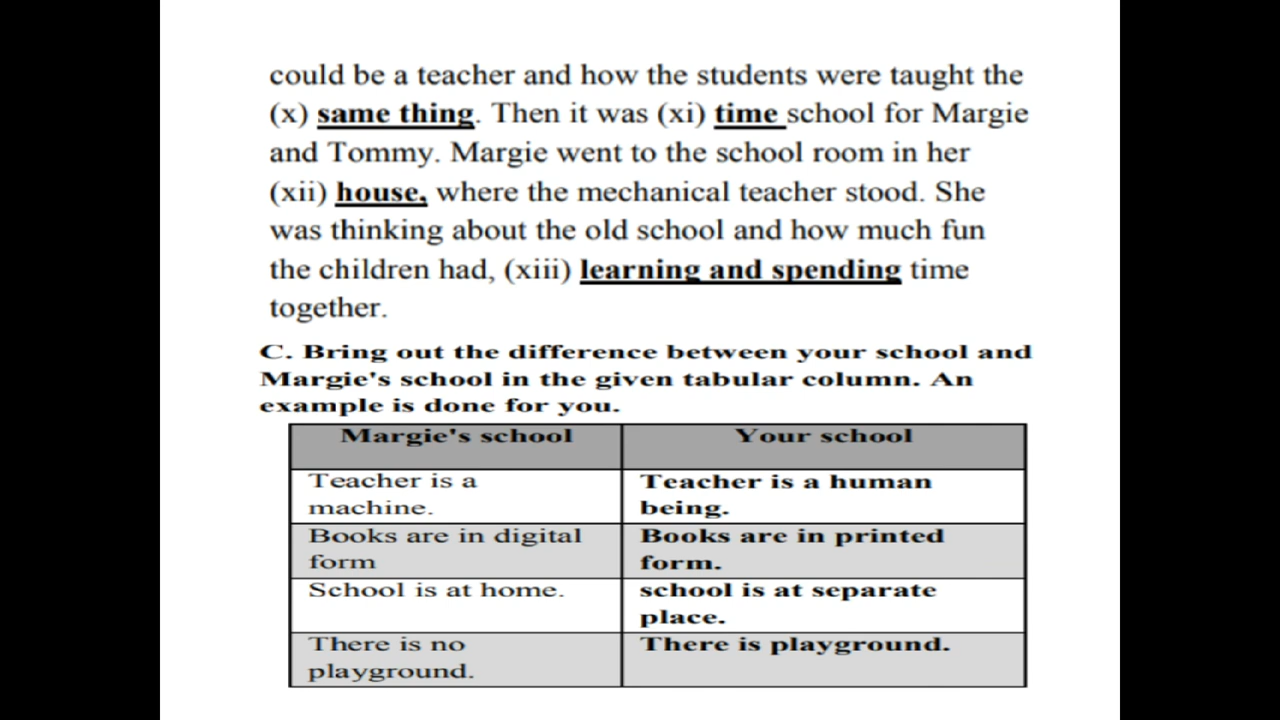 could be a teacher and how the students were taught the
(x) same thing. Then it was (xi) time school for Margie
and Tommy. Margie went to the school room in her
(xii) house, where the mechanical teacher stood. She
was thinking about the old school and how much fun
the children had, (xiii) learning and spending time
together.
C. Bring out the difference between your school and
Margie's school in the given tabular column. An
example is done for you.
Margie's school
Your school
Teacher is a
machine.
Teacher is a human
being.
Books are in digital
form
Books are in printed
form.
School is at home.
school is at separate
place.
There is no
playground.
There is playground.